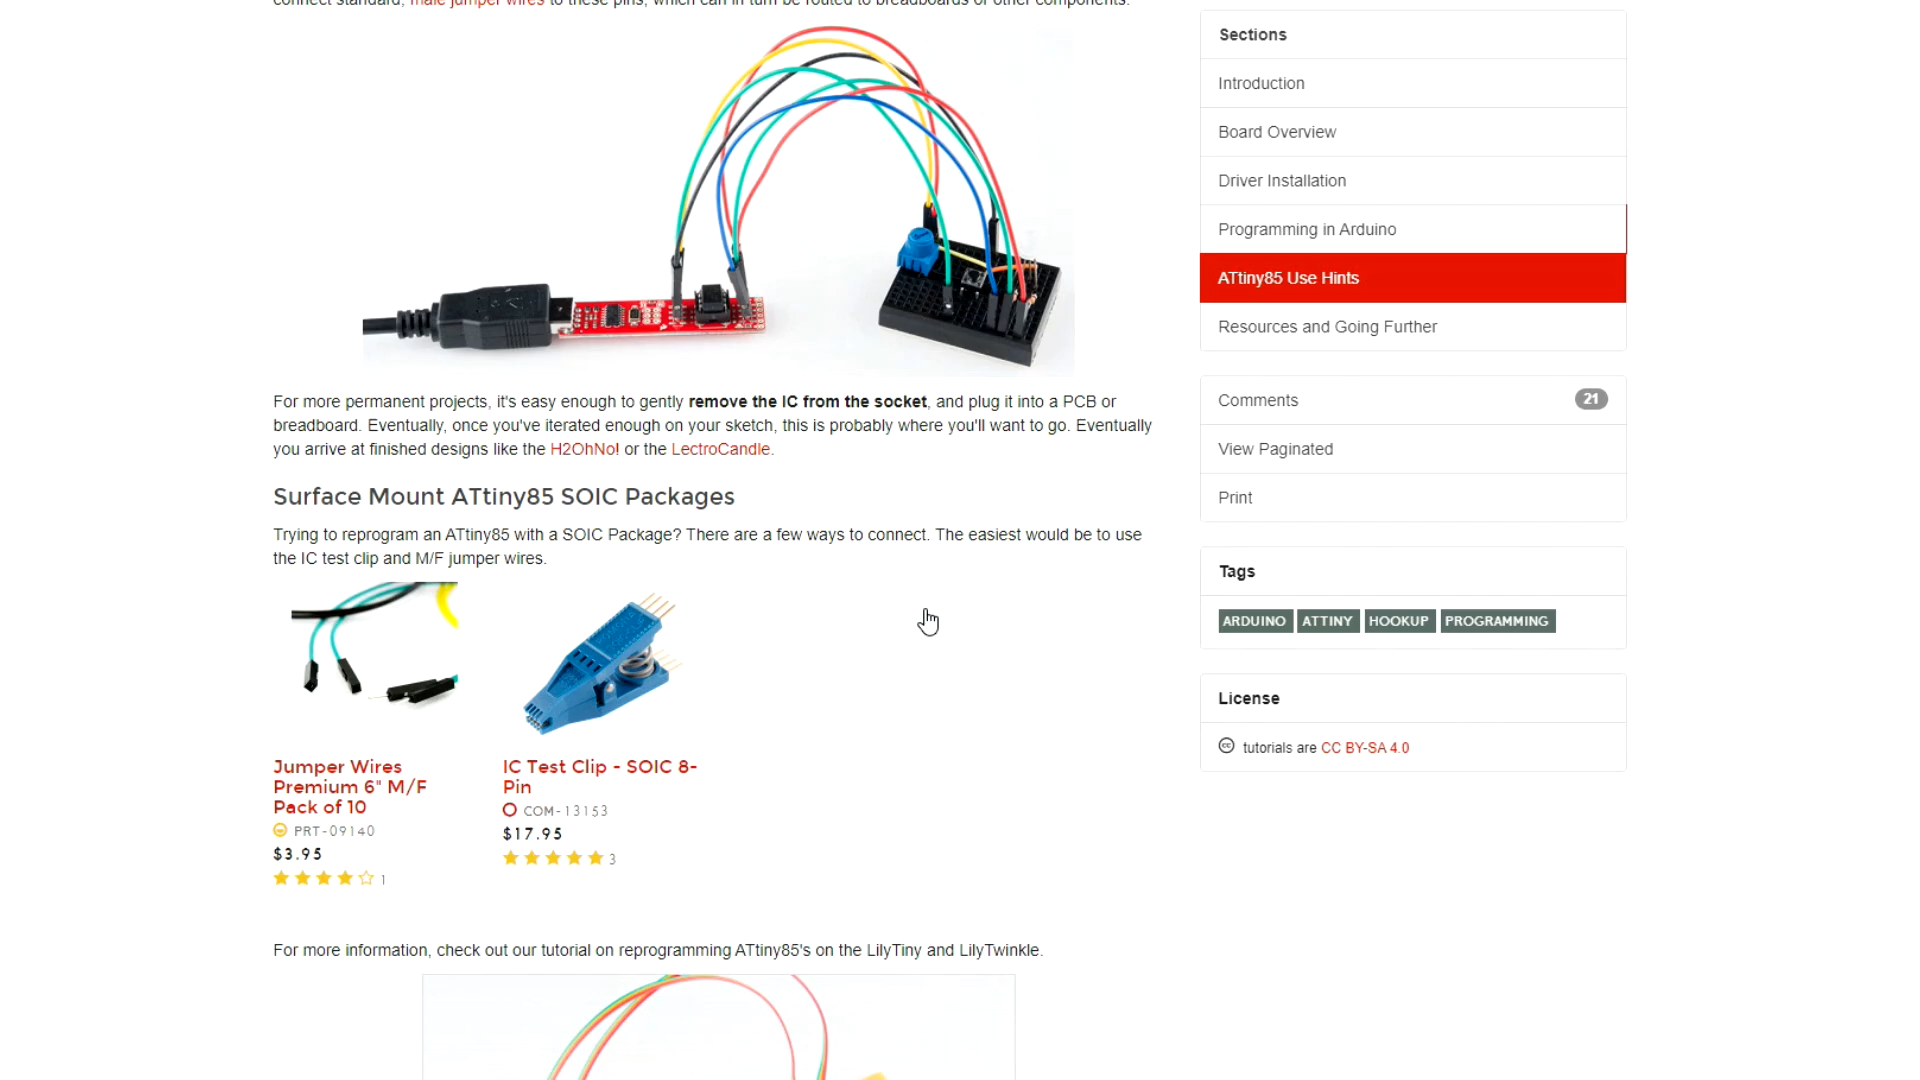 connect standard, male jumper wires to these pins, which can in turn be routed to breadboards or other components.
For more permanent projects, it's easy enough to gently remove the IC from the socket, and plug it into a PCB or
breadboard. Eventually, once you've iterated enough on your sketch, this is probably where you'll want to go. Eventually
you arrive at finished designs like the H2OhNo! or the LectroCandle.
Surface Mount ATtiny85 SOIC Packages
Trying to reprogram an ATtiny85 with a SOIC Package? There are a few ways to connect. The easiest would be to use
the IC test clip and M/F jumper wires.
Jumper Wires
Premium 6" M/F
Pack of 10
PRT-09140
$3.95
1
IC Test Clip - SOIC 8-
Pin
COM-13153
$17.95
3
For more information, check out our tutorial on reprogramming ATtiny85's on the LilyTiny and LilyTwinkle.
Sections
Introduction
Board Overview
Driver Installation
Programming in Arduino
ATtiny85 Use Hints
Resources and Going Further
Comments 21
View Paginated
Print
Tags
ARDUINO ATTINY HOOKUP PROGRAMMING
License
cc tutorials are CC BY-SA 4.0